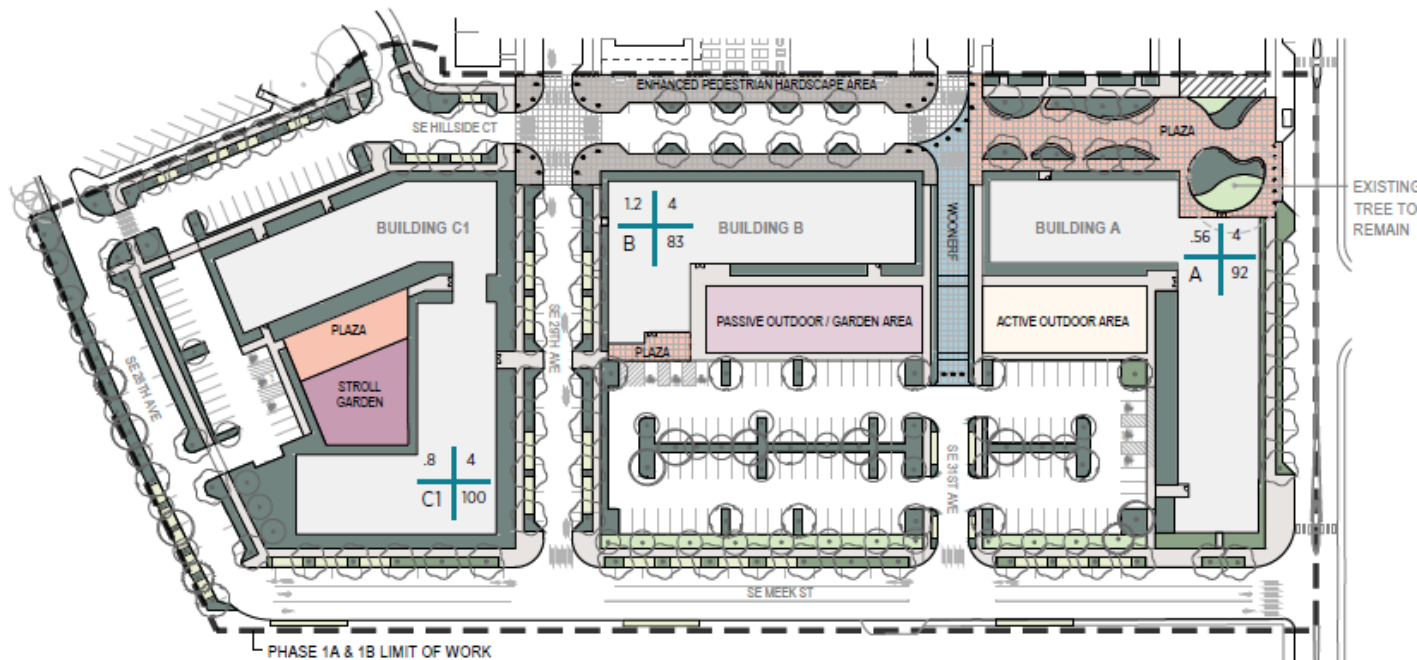 ENHANCED PEDESTRIAN HARDSCAPE AREA
SE HILLSIDE CT
PLAZA
EXISTING
TREE TO
REMAIN
BUILDING C1
1.2 4
B 83
BUILDING B
WOONERF
BUILDING A
.56 4
A 92
PLAZA
STROLL
GARDEN
SE 28TH AVE
SE 29TH AVE
PASSIVE OUTDOOR / GARDEN AREA
ACTIVE OUTDOOR AREA
PLAZA
.8 4
C1 100
SE 31ST AVE
SE MEEK ST
PHASE 1A & 1B LIMIT OF WORK